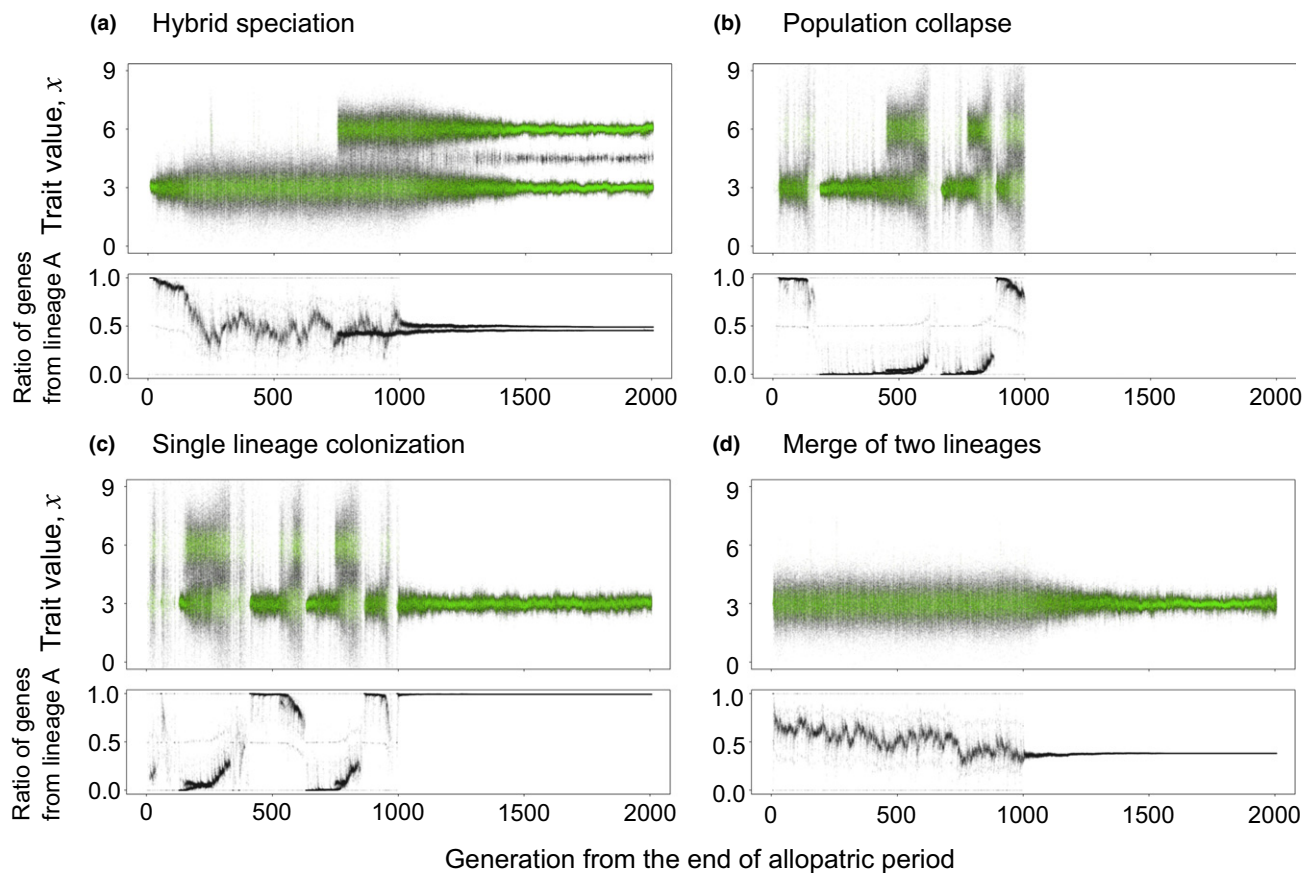 (a) Hybrid speciation
Trait value, x
9
6
3
0
Ratio of genes
from lineage A
1.0
0.5
0.0
0 500 1000 1500 2000
(b) Population collapse
9
6
3
0
1.0
0.5
0.0
0 500 1000 1500 2000
(c) Single lineage colonization
Trait value, x
9
6
3
0
Ratio of genes
from lineage A
1.0
0.5
0.0
0 500 1000 1500 2000
(d) Merge of two lineages
9
6
3
0
1.0
0.5
0.0
0 500 1000 1500 2000
Generation from the end of allopatric period